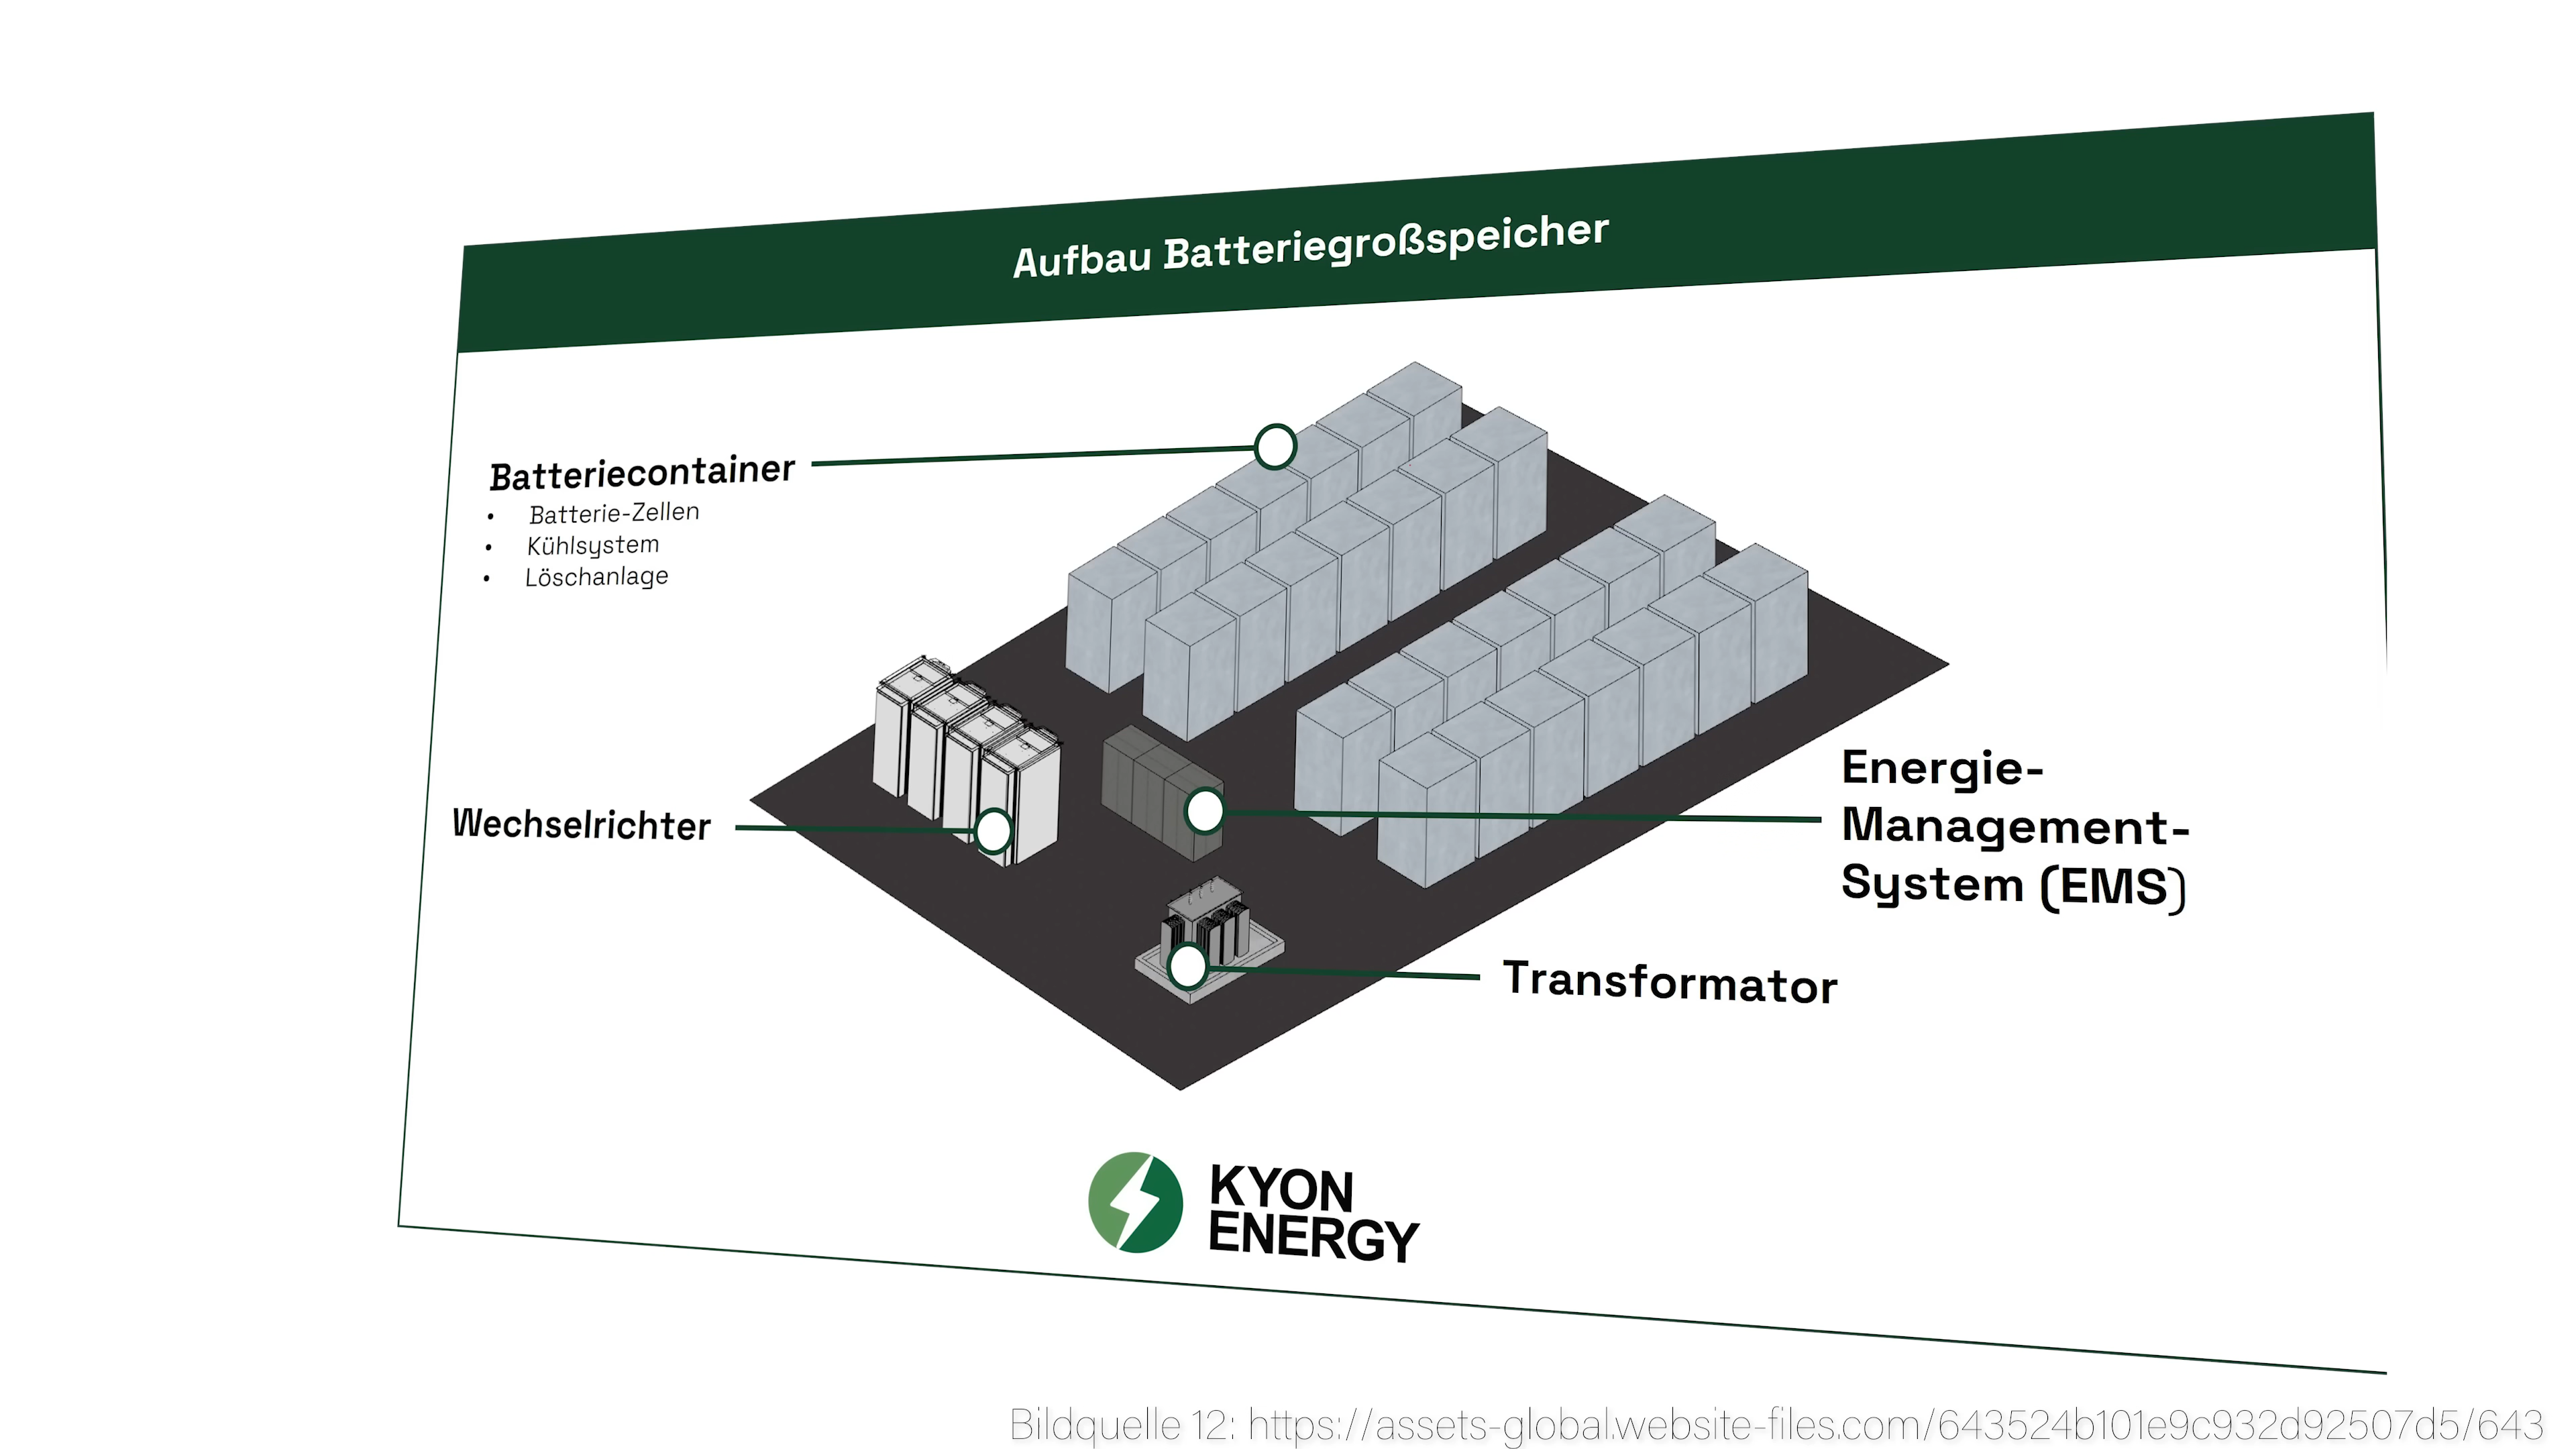 Aufbau Batteriegroßspeicher
Batteriecontainer
• Batterie-Zellen
• Kühlsystem
• Löschanlage
Wechselrichter
Energie-
Management-
System (EMS)
Transformator
KYON
ENERGY
Bildquelle 12: https://assets-global.website-files.com/643524b101e9c932d92507d5/643